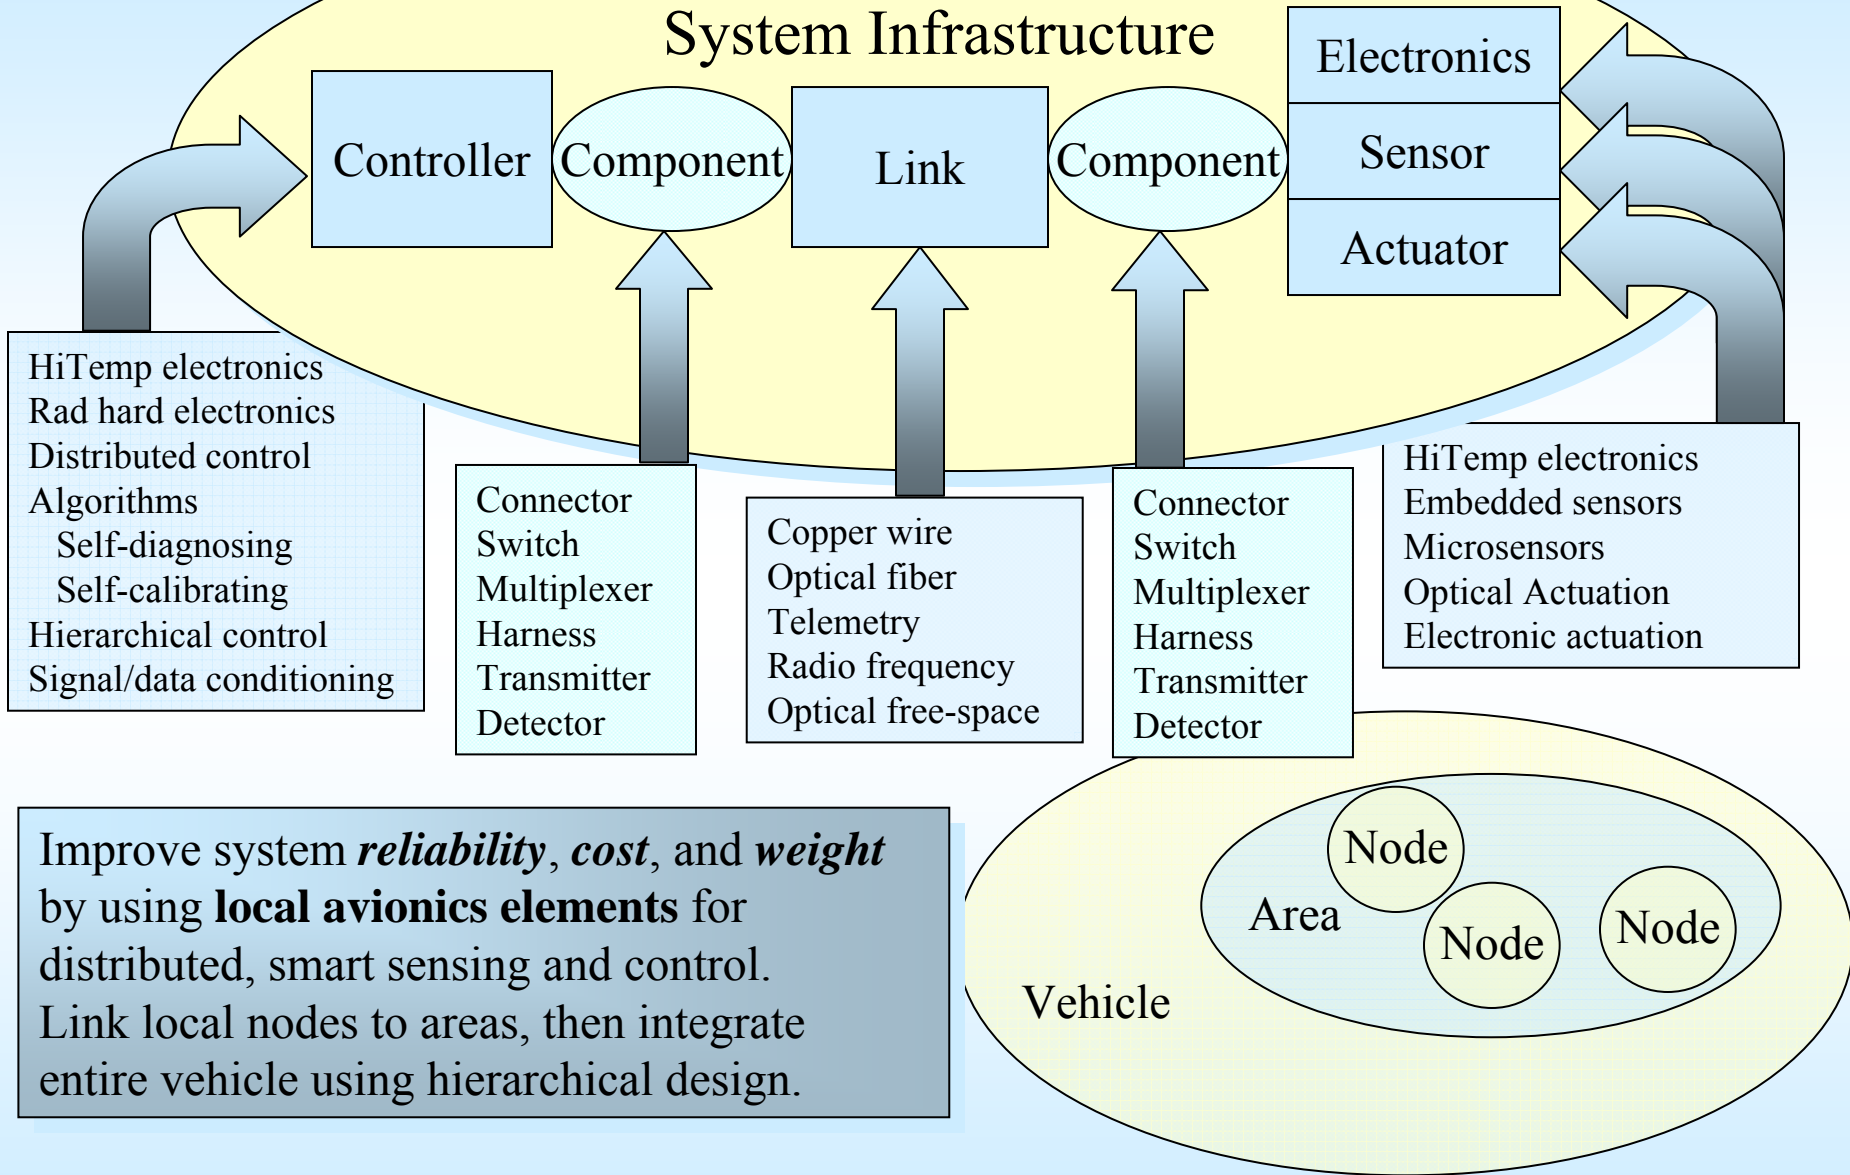 System Infrastructure
Controller
Component
Link
Component
Electronics
Sensor
Actuator
HiTemp electronics
Rad hard electronics
Distributed control
Algorithms
Self-diagnosing
Self-calibrating
Hierarchical control
Signal/data conditioning
Connector
Switch
Multiplexer
Harness
Transmitter
Detector
Copper wire
Optical fiber
Telemetry
Radio frequency
Optical free-space
Connector
Switch
Multiplexer
Harness
Transmitter
Detector
HiTemp electronics
Embedded sensors
Microsensors
Optical Actuation
Electronic actuation
Improve system reliability, cost, and weight
by using local avionics elements for
distributed, smart sensing and control.
Link local nodes to areas, then integrate
entire vehicle using hierarchical design.
Vehicle
Area
Node
Node
Node